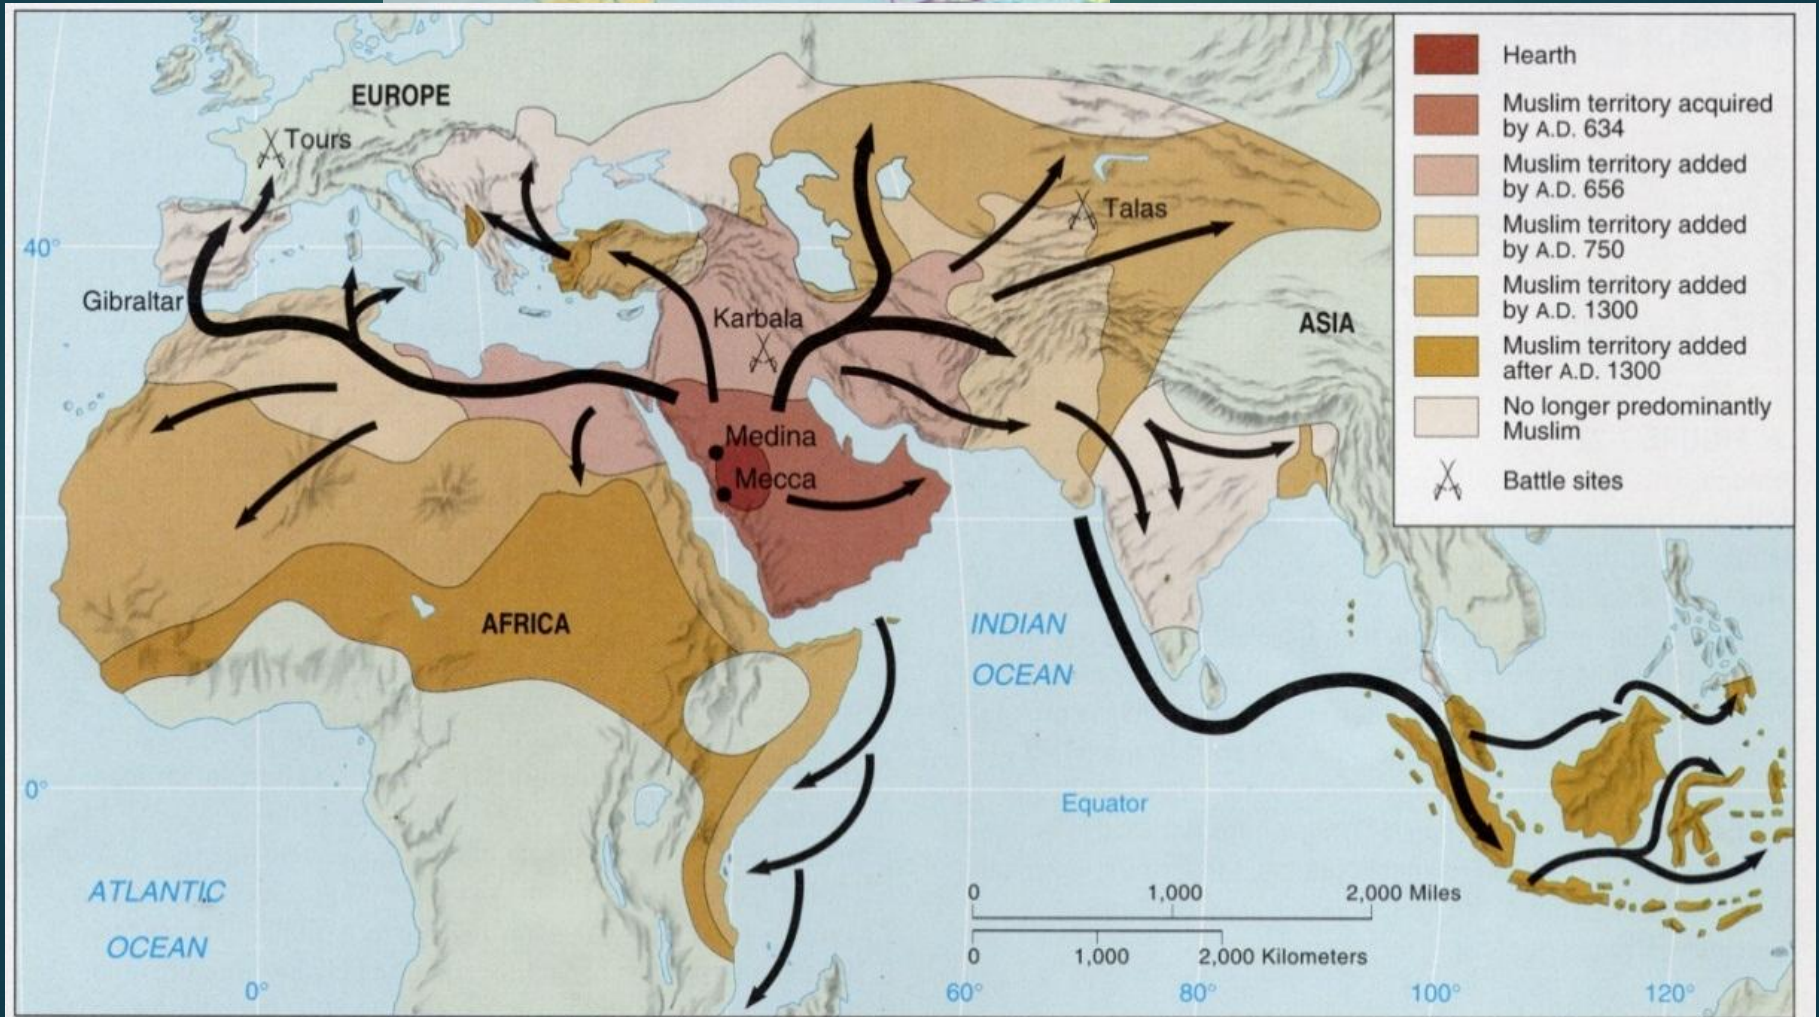 EUROPE
Tours
Talas
40°
Gibraltar
Karbala
ASIA
Medina
Mecca
AFRICA
INDIAN
OCEAN
0°
Equator
ATLANTIC
OCEAN
0 1,000 2,000 Miles
0 1,000 2,000 Kilometers
0° 60° 80° 100° 120°
Hearth
Muslim territory acquired
by A.D. 634
Muslim territory added
by A.D. 656
Muslim territory added
by A.D. 750
Muslim territory added
by A.D. 1300
Muslim territory added
after A.D. 1300
No longer predominantly
Muslim
Battle sites